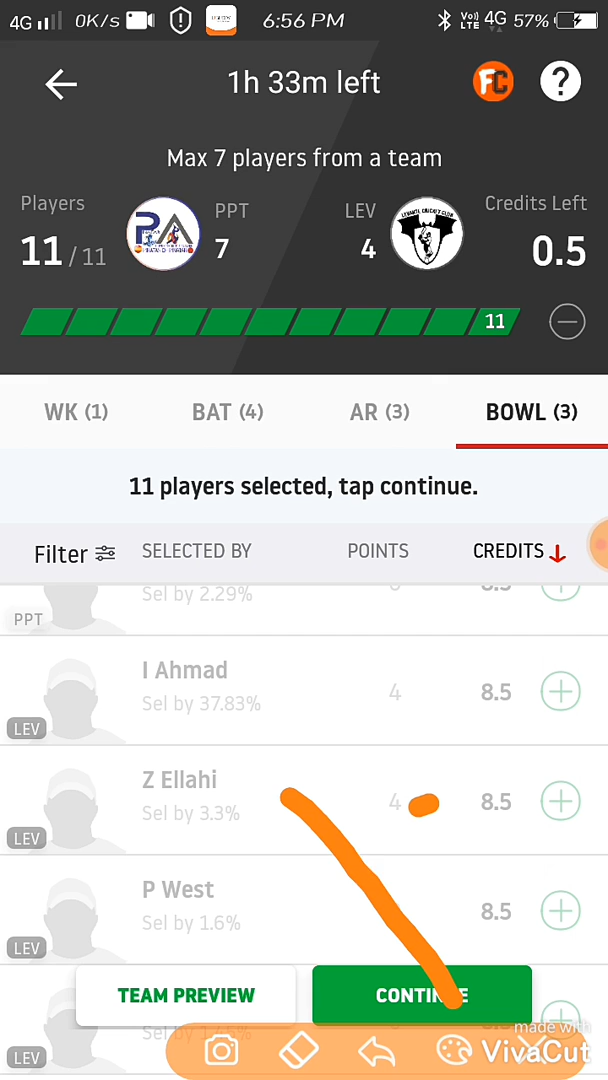 4G 0K/s 6:56 PM Vo)) LTE 4G 57%
1h 33m left FC ?
Max 7 players from a team
Players PPT LEV Credits Left
11 / 11 7 4 0.5
11
WK (1) BAT (4) AR (3) BOWL (3)
11 players selected, tap continue.
Filter SELECTED BY POINTS CREDITS
Sel by 2.29%
PPT
I Ahmad
Sel by 37.83% 4 8.5
LEV
Z Ellahi
Sel by 3.3% 4 8.5
LEV
P West
Sel by 1.6% 8.5
LEV
TEAM PREVIEW CONTINUE
LEV
made with
VivaCut